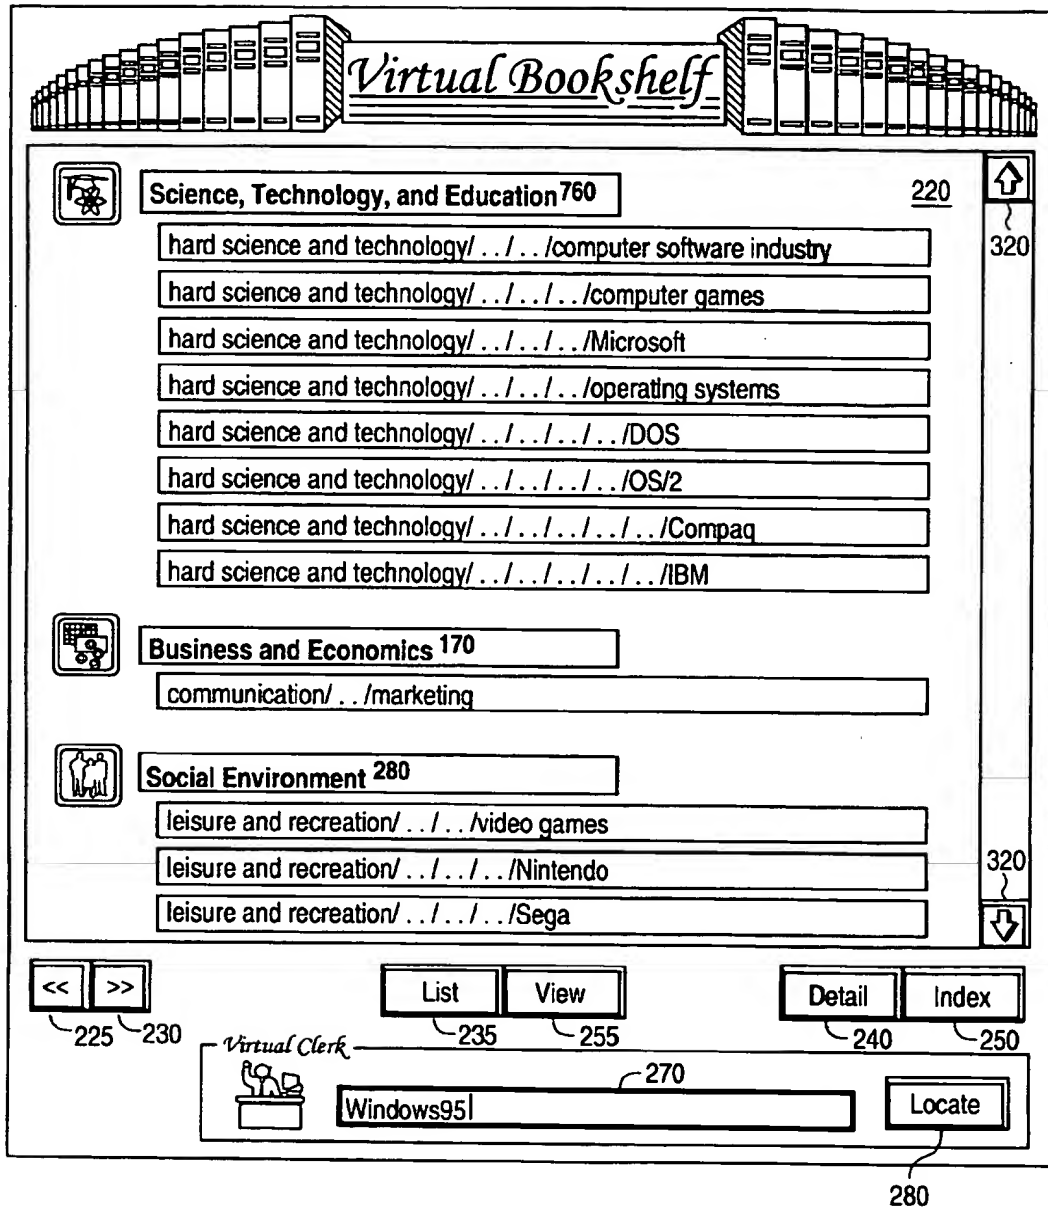 Virtual Bookshelf
Science, Technology, and Education 760
220
hard science and technology/ . . / . . /computer software industry
320
hard science and technology/ . . / . . / . . /computer games
hard science and technology/ . . / . . / . . /Microsoft
hard science and technology/ . . / . . / . . /operating systems
hard science and technology/ . . / . . / . . / . . /DOS
hard science and technology/ . . / . . / . . / . . /OS/2
hard science and technology/ . . / . . / . . / . . / . . /Compaq
hard science and technology/ . . / . . / . . / . . / . . /IBM
Business and Economics 170
communication/ . . /marketing
Social Environment 280
leisure and recreation/ . . / . . /video games
leisure and recreation/ . . / . . / . . /Nintendo
320
leisure and recreation/ . . / . . / . . /Sega
<< >> List View Detail Index
225 230 235 255 240 250
Virtual Clerk
270
Windows95
Locate
280